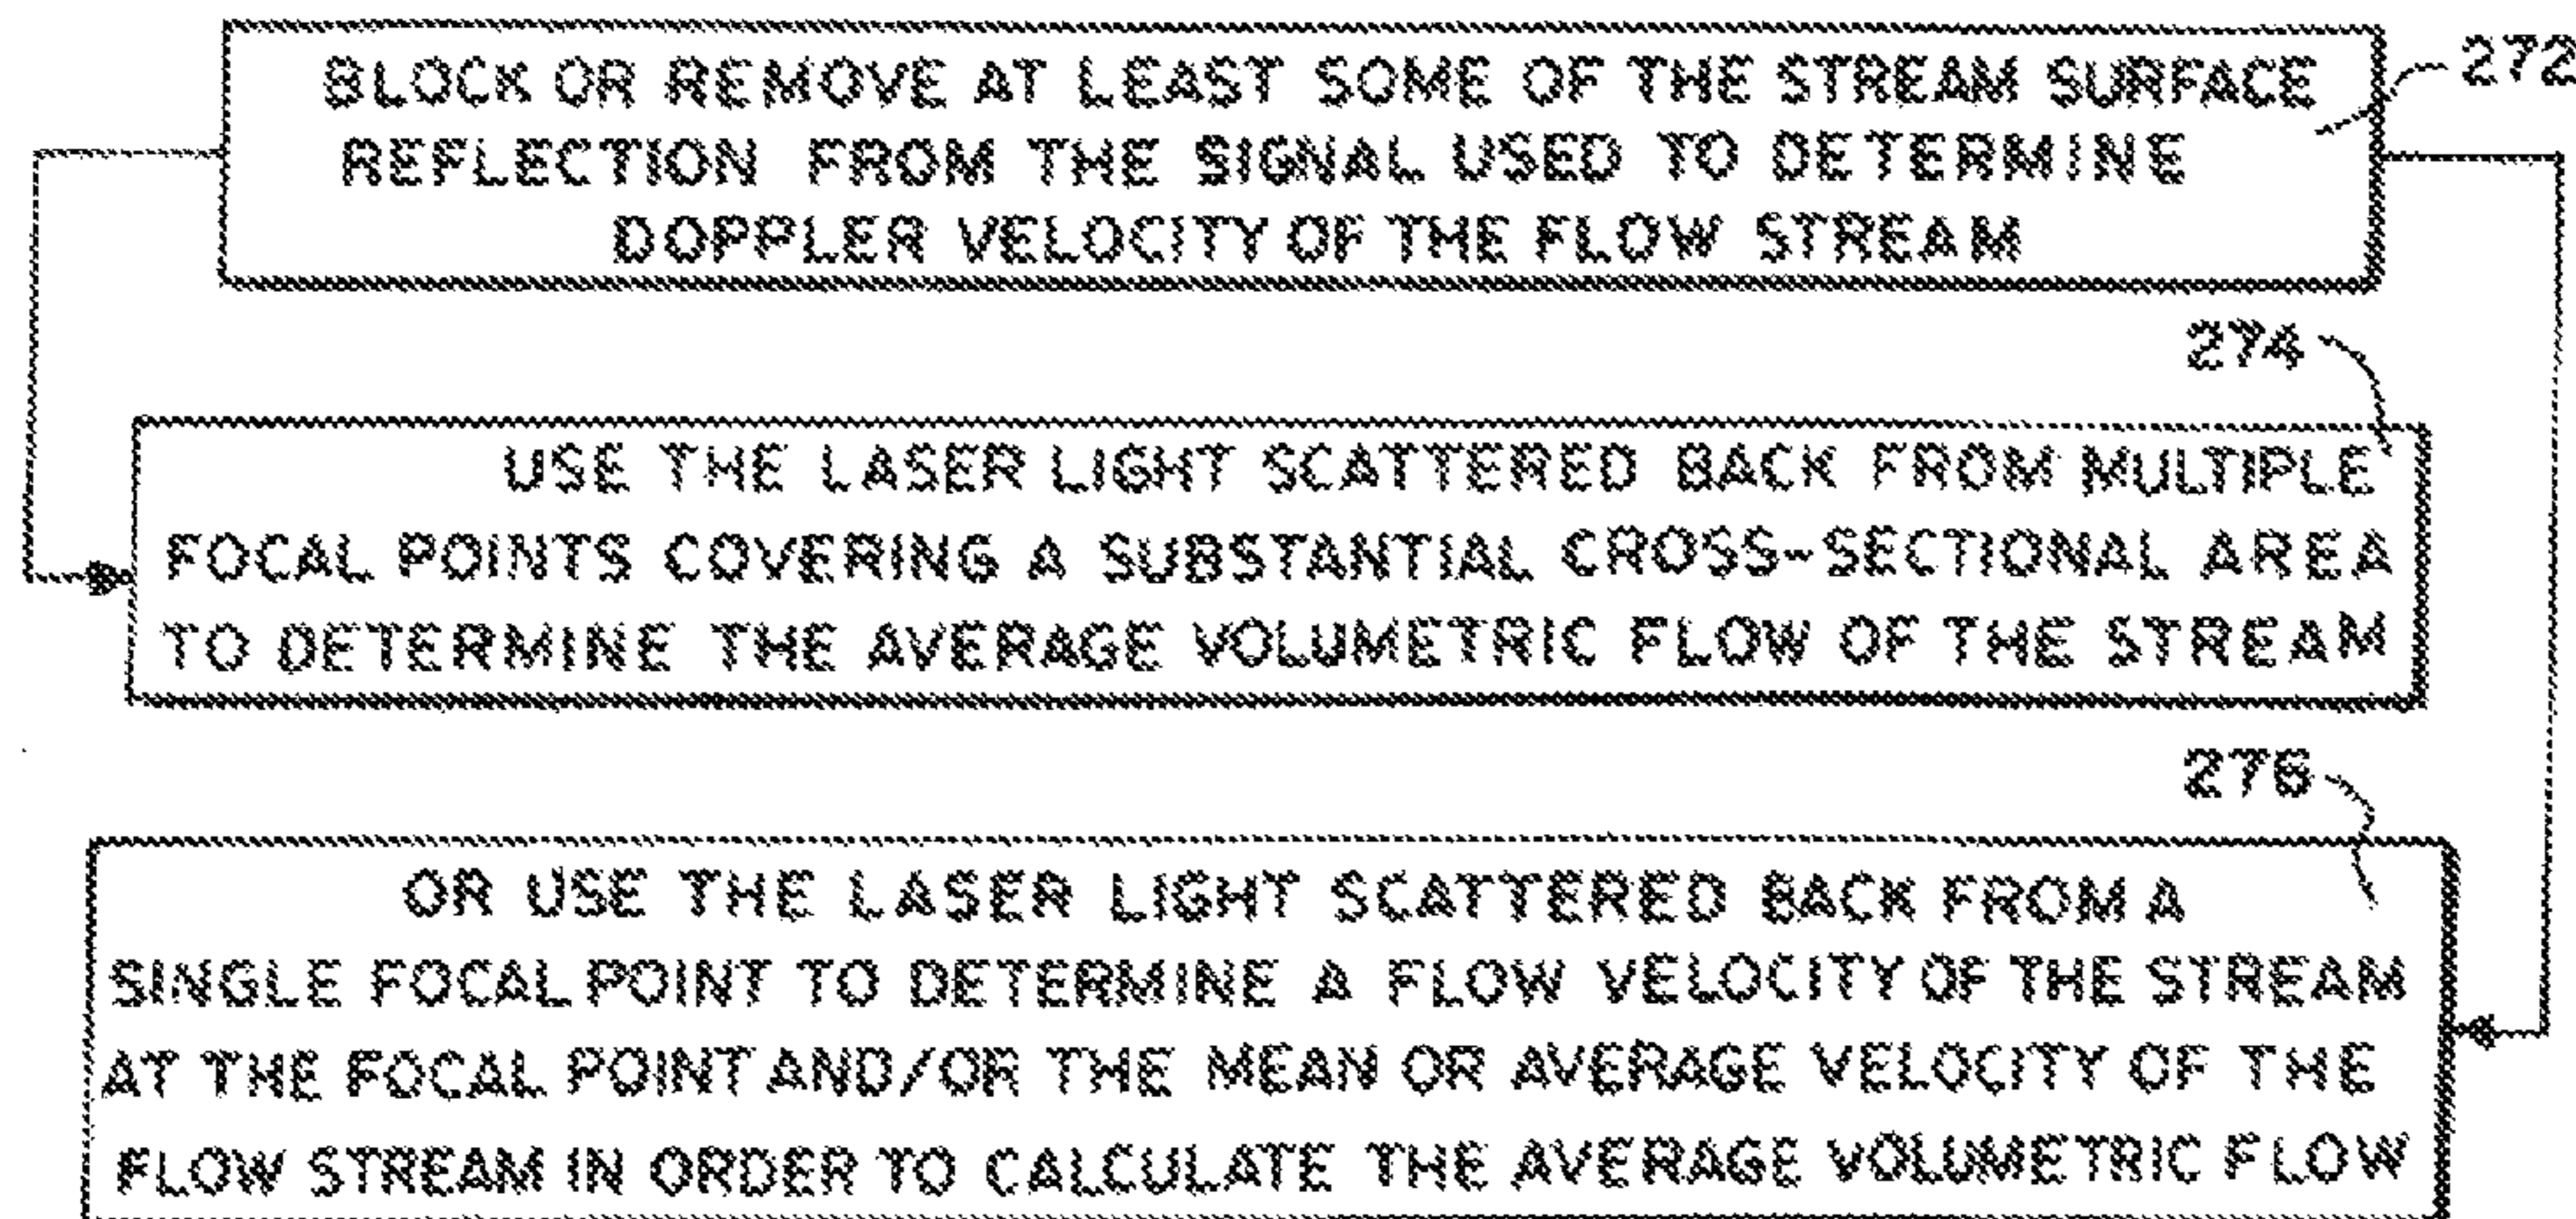 BLOCK OR REMOVE AT LEAST SOME OF THE STREAM SURFACE
REFLECTION FROM THE SIGNAL USED TO DETERMINE
DOPPLER VELOCITY OF THE FLOW STREAM
272
274
USE THE LASER LIGHT SCATTERED BACK FROM MULTIPLE
FOCAL POINTS COVERING A SUBSTANTIAL CROSS-SECTIONAL AREA
TO DETERMINE THE AVERAGE VOLUMETRIC FLOW OF THE STREAM
276
OR USE THE LASER LIGHT SCATTERED BACK FROM A
SINGLE FOCAL POINT TO DETERMINE A FLOW VELOCITY OF THE STREAM
AT THE FOCAL POINT AND/OR THE MEAN OR AVERAGE VELOCITY OF THE
FLOW STREAM IN ORDER TO CALCULATE THE AVERAGE VOLUMETRIC FLOW